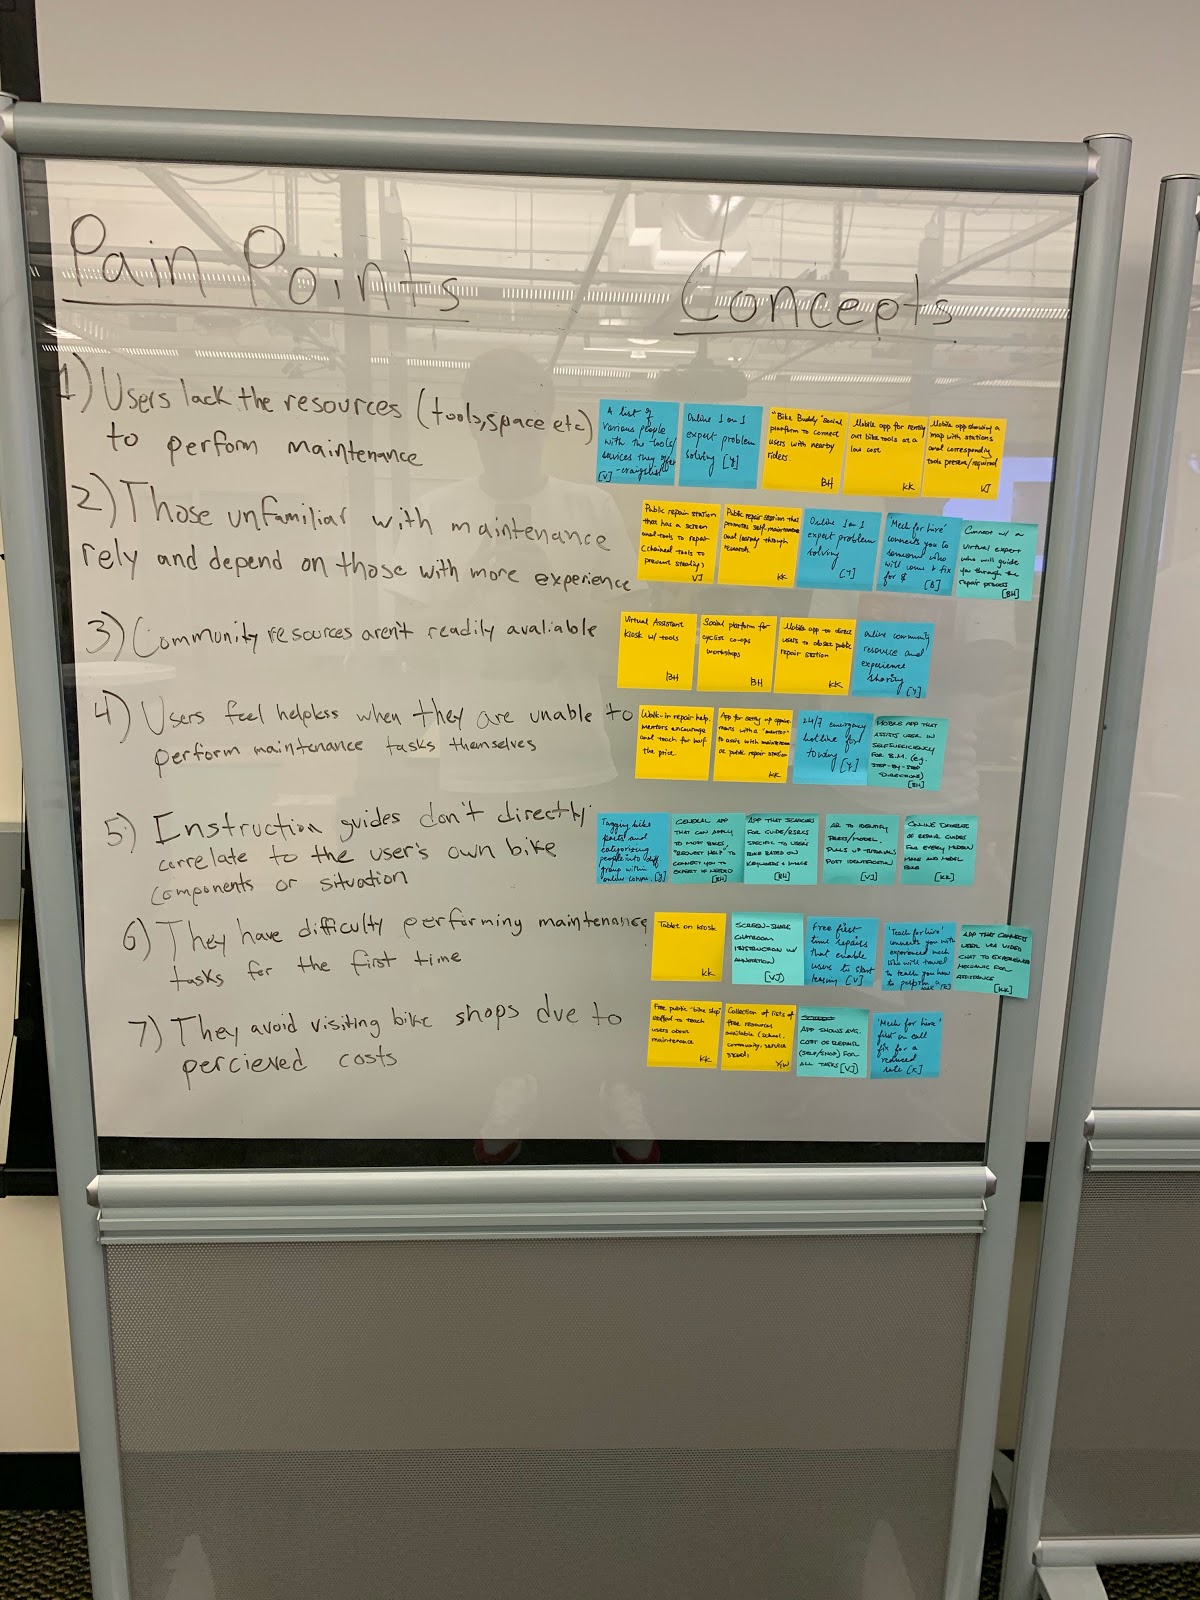 Pain Points
Concepts
1) Users lack the resources (tools, space etc)
to perform maintenance
A list of
various people
with the tools/
services they offer
- craigslist
[V]
Online 1 on 1
expert problem
solving [Y]
"Bike Buddy" social
platform to connect
users with nearby
riders.
BH
Mobile app for renting
out bike tools at a
low cost
KK
Mobile app showing a
map with stations
and corresponding
tools present/required
VJ
2) Those unfamiliar with maintenance
rely and depend on those with more experience
Public repair station
that has a screen
and tools to repair
(chained tools to
prevent stealing)
VJ
Public repair station that
promotes self-maintenance
and learning through
KK
Online 1 on 1
expert problem
solving
[Y]
'Mech for hire'
connects you to
someone who
will come & fix
for $
Connect w/ a
virtual expert
who will guide
you through the
repair process
[BH]
3) Community resources aren't readily avaliable
Virtual Assistant
Kiosk w/ tools
BH
Social platform for
cyclist co-ops
workshops
BH
Mobile app to direct
users to closest public
repair station
KK
Online community
resource and
experience
sharing
[Y]
4) Users feel helpless when they are unable to
perform maintenance tasks themselves
Walk-in repair help,
mentors encourage
and teach for half
the price
App for setting up appoint-
ments with a "mentor"
to assist with maintenance
at public repair station
KK
24/7 emergency
hotline for
towing
[Y]
MOBILE APP THAT
ASSISTS USER IN
SELF SUFFICIENCY
FOR B.M. (eg.
STEP-BY-STEP
DIRECTIONS)
[BH]
5) Instruction guides don't directly
correlate to the user's own bike
components or situation
Tagging bike
parts and
categorizing
people into diff.
group within
online comm. [Y]
GENERAL APP
THAT CAN APPLY
TO MOST BIKES,
"REQUEST HELP" TO
CONNECT YOU TO
EXPERT IF NEEDED
[BH]
APP THAT SEARCHES
FOR GUIDE/RSRCS
SPECIFIC TO USERS
BIKE BASED ON
KEYWORDS & IMAGE
[BH]
AR TO IDENTIFY
PARTS/MODEL.
PULLS UP TUTORIALS
POST IDENTIFICATION
[VJ]
ONLINE DATABASE
OF REPAIR GUIDES
FOR EVERY MODERN
MAKE AND MODEL
BIKE
[KK]
6) They have difficulty performing maintenance
tasks for the first time
Tablet on kiosk
KK
SCREEN-SHARE
CHATROOM
INSTRUCTION W/
ANNOTATION
[VJ]
Free first
time repairs
that enable
users to start
learning [V]
'Teach for hire'
connects you with
experienced mech
who will travel
to teach you how
to perform a
APP THAT CONNECTS
USER VIA VIDEO
CHAT TO EXPERIENCED
MECHANIC FOR
ASSISTANCE
[KK]
7) They avoid visiting bike shops due to
percieved costs
Free public "bike shop"
staffed to teach
users about
maintenance
KK
Collection of lists of
free resources
available (school,
community, service
YW
APP SHOWS AVG.
COST OF REPAIR
(SELF/SHOP) FOR
ALL TASKS [VJ]
'Mech for hire'
first on call
fix for a
reduced
rate [K]